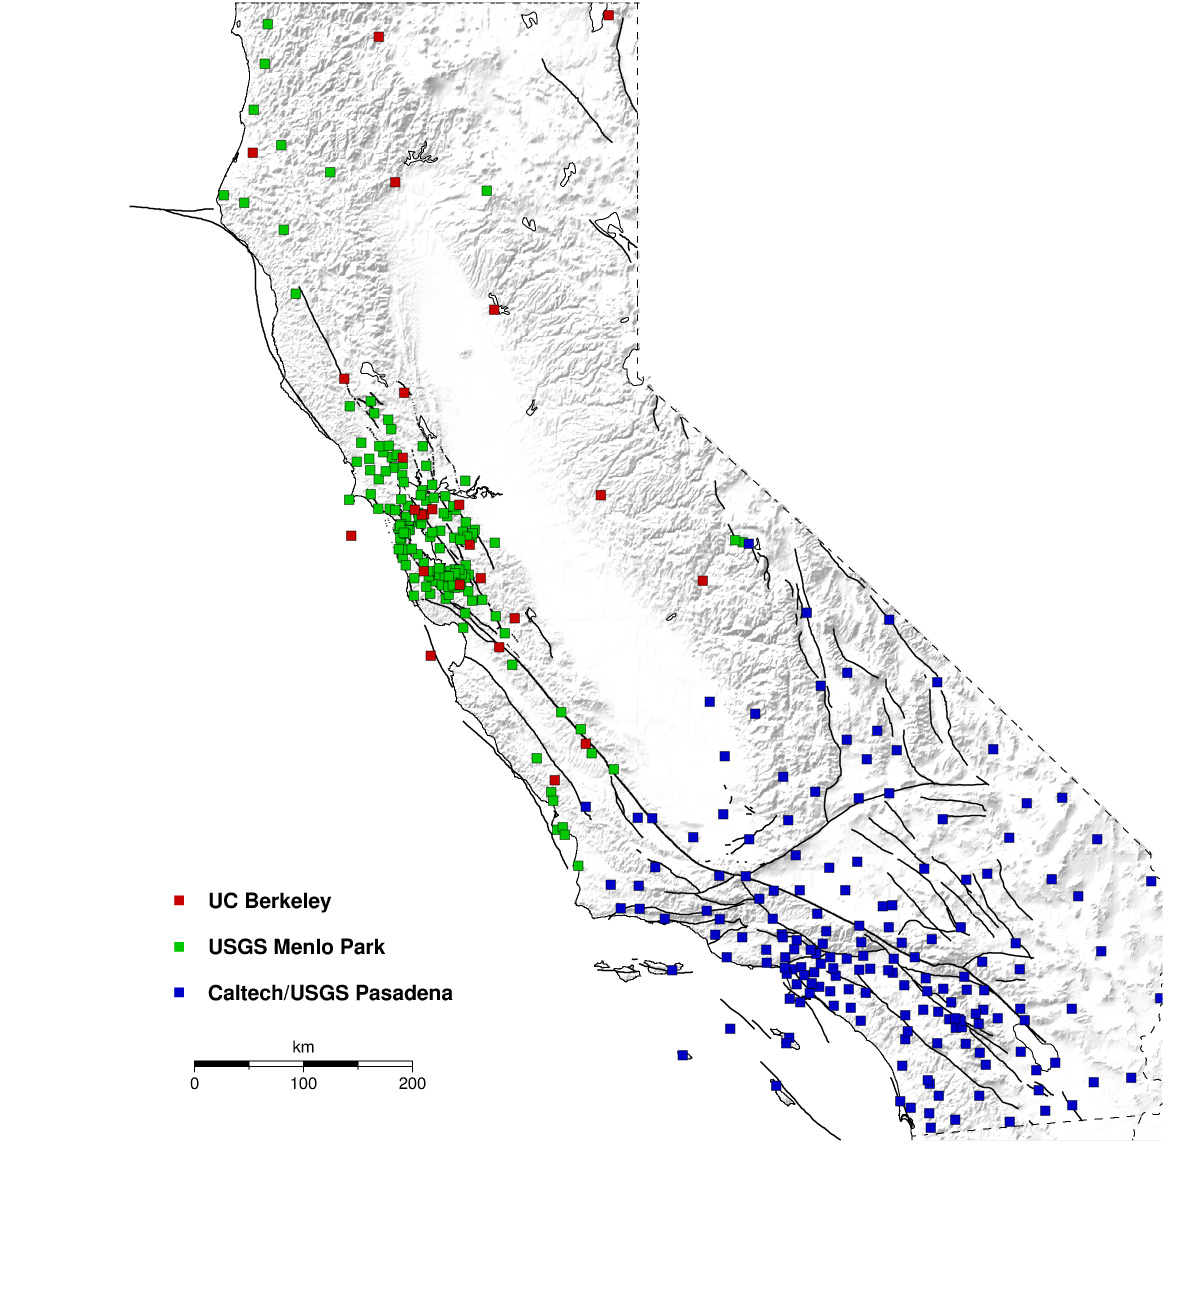 UC Berkeley
USGS Menlo Park
Caltech/USGS Pasadena
km
0 100 200